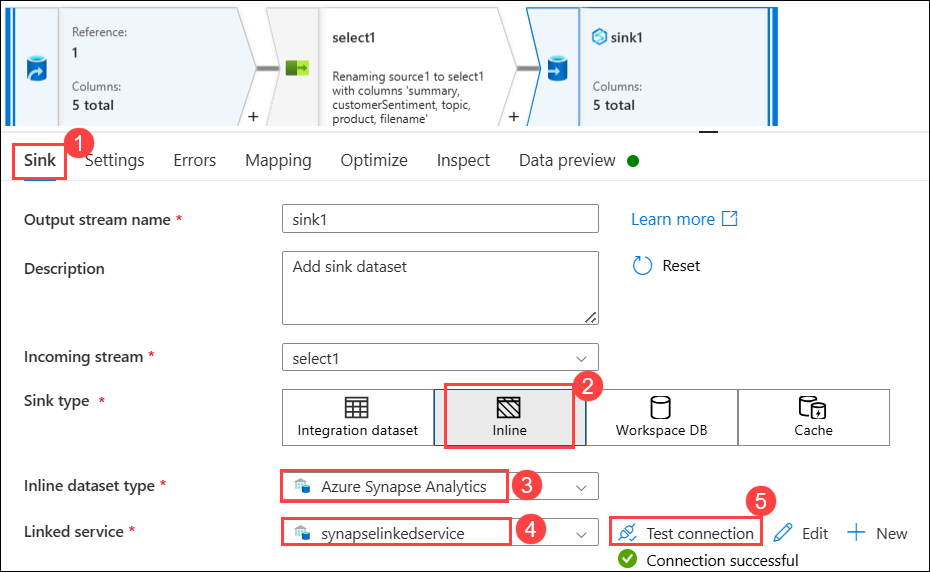 Reference:
1
Columns:
5 total
+
select1
Renaming source1 to select1
with columns 'summary,
customerSentiment, topic,
product, filename'
+
sink1
Columns:
5 total
1
Sink
Settings
Errors
Mapping
Optimize
Inspect
Data preview
Output stream name *
sink1
Learn more
Description
Add sink dataset
Reset
Incoming stream *
select1
2
Sink type *
Integration dataset
Inline
Workspace DB
Cache
Inline dataset type *
Azure Synapse Analytics
3
Linked service *
synapselinkedservice
4
5
Test connection
Edit
New
Connection successful